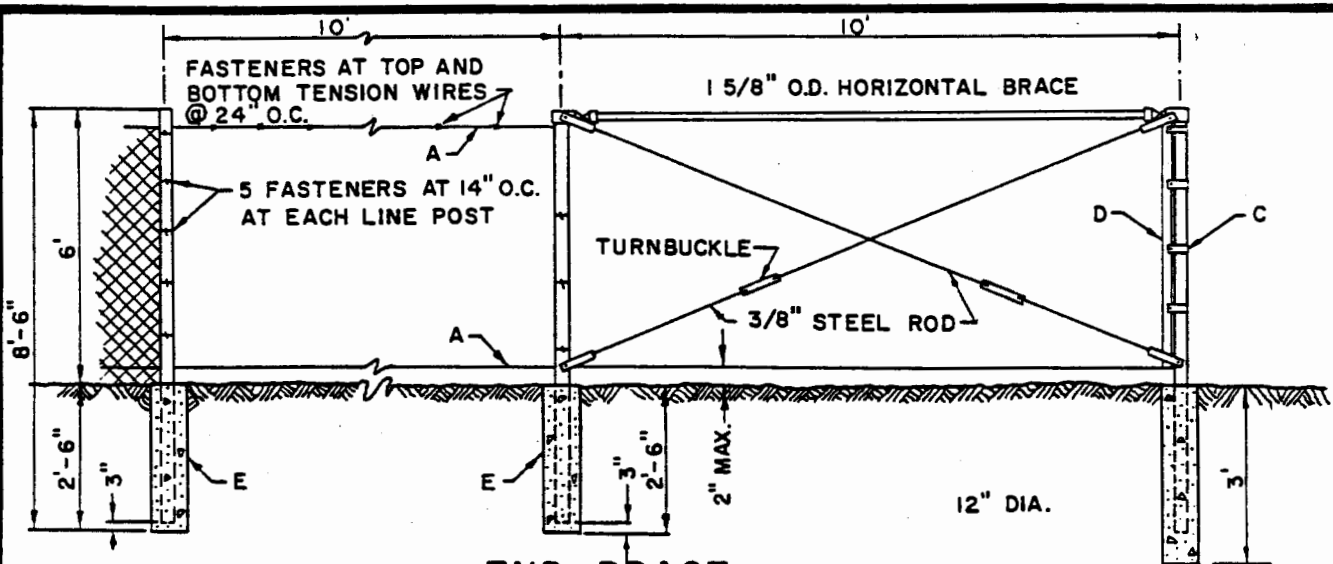 10'
10'
FASTENERS AT TOP AND
BOTTOM TENSION WIRES
@ 24" O.C.
1 5/8" O.D. HORIZONTAL BRACE
A
5 FASTENERS AT 14" O.C.
AT EACH LINE POST
D
C
TURNBUCKLE
6'
8'-6"
3/8" STEEL ROD
A
2'-6"
3"
E
E
3"
2'-6"
2" MAX.
12" DIA.
3'
END BRACE